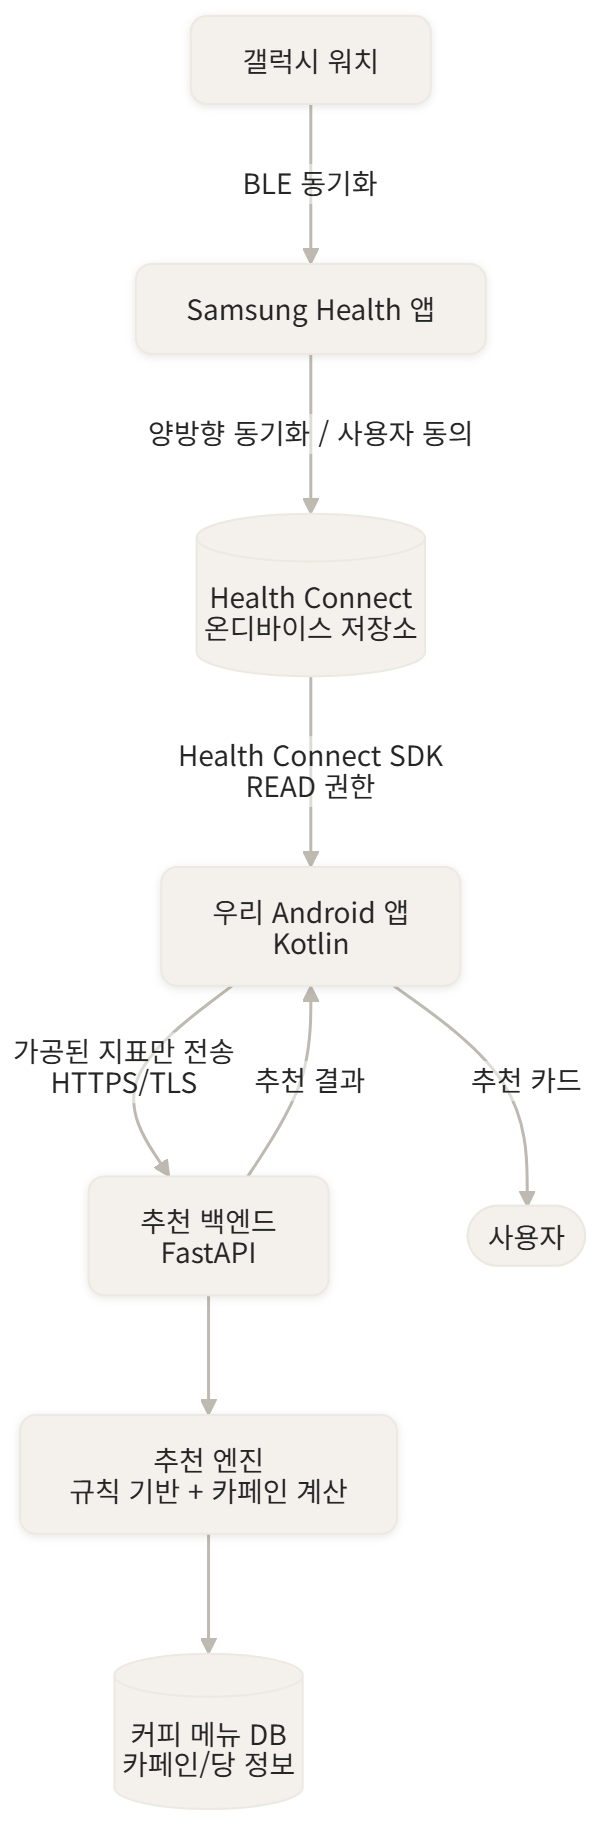 갤럭시 워치
BLE 동기화
Samsung Health 앱
양방향 동기화 / 사용자 동의
Health Connect
온디바이스 저장소
Health Connect SDK
READ 권한
우리 Android 앱
Kotlin
가공된 지표만 전송
HTTPS/TLS
추천 결과
추천 카드
추천 백엔드
FastAPI
사용자
추천 엔진
규칙 기반 + 카페인 계산
커피 메뉴 DB
카페인/당 정보